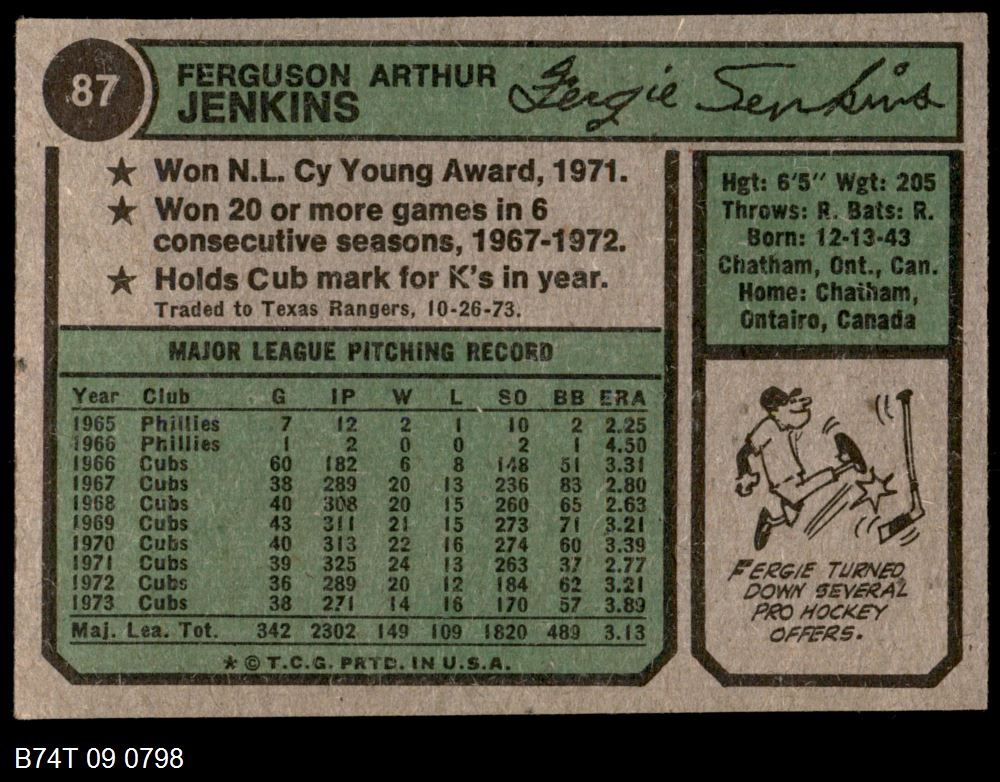 87
FERGUSON ARTHUR
JENKINS
Fergie Jenkins
★ Won N.L. Cy Young Award, 1971.
★ Won 20 or more games in 6
consecutive seasons, 1967-1972.
★ Holds Cub mark for K's in year.
Traded to Texas Rangers, 10-26-73.
Hgt: 6'5" Wgt: 205
Throws: R. Bats: R.
Born: 12-13-43
Chatham, Ont., Can.
Home: Chatham,
Ontairo, Canada
MAJOR LEAGUE PITCHING RECORD
Year Club G IP W L SO BB ERA
1965 Phillies 7 12 2 1 10 2 2.25
1966 Phillies 1 2 0 0 2 1 4.50
1966 Cubs 60 182 6 8 148 51 3.31
1967 Cubs 38 289 20 13 236 83 2.80
1968 Cubs 40 308 20 15 260 65 2.63
1969 Cubs 43 311 21 15 273 71 3.21
1970 Cubs 40 313 22 16 274 60 3.39
1971 Cubs 39 325 24 13 263 37 2.77
1972 Cubs 36 289 20 12 184 62 3.21
1973 Cubs 38 271 14 16 170 57 3.89
Maj. Lea. Tot. 342 2302 149 109 1820 489 3.13
★ © T.C.G. PRTD. IN U.S.A.
FERGIE TURNED
DOWN SEVERAL
PRO HOCKEY
OFFERS.
B74T 09 0798